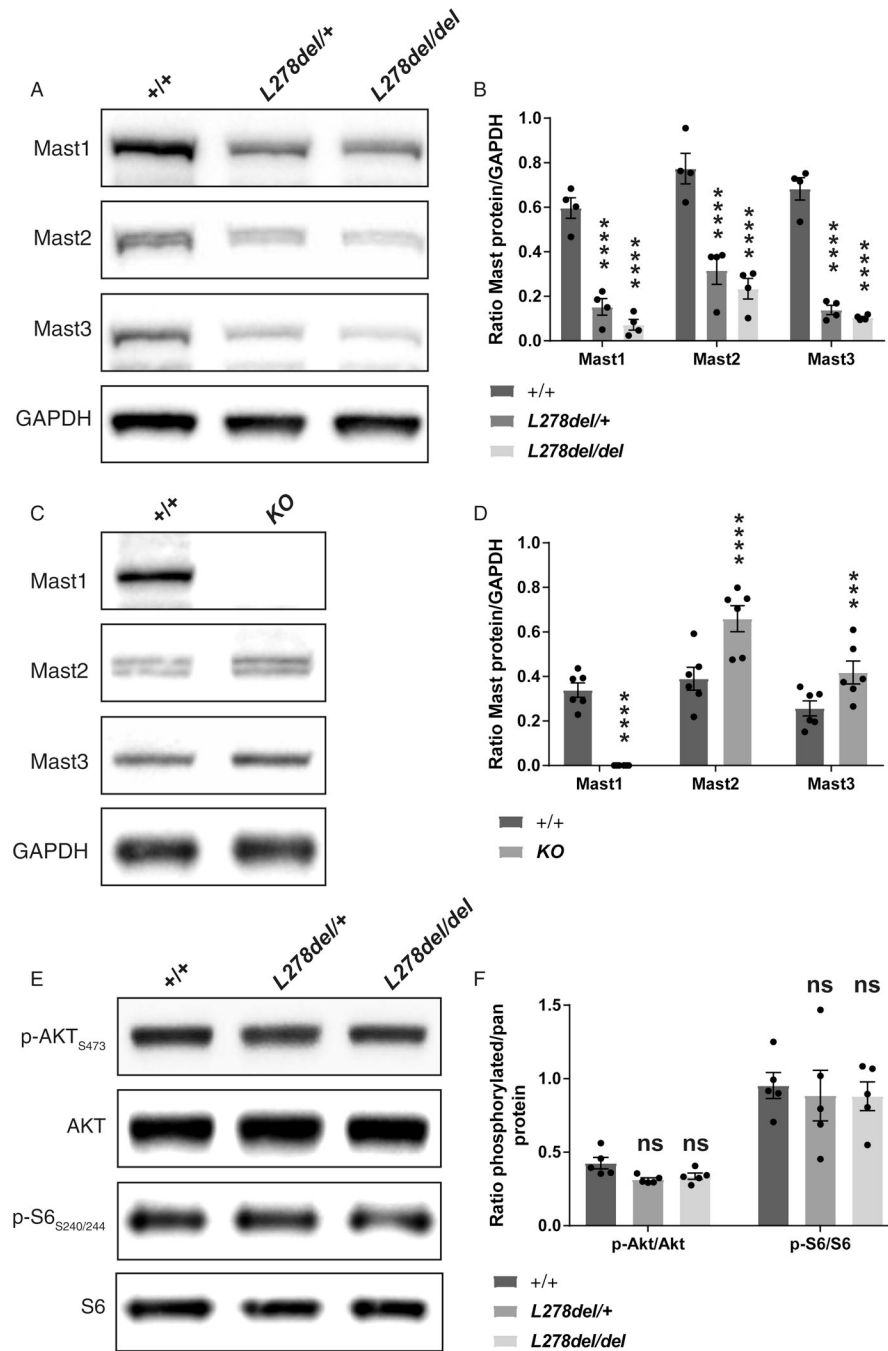 A
+/+
L278del/+
L278del/del
Mast1
Mast2
Mast3
GAPDH
B
Ratio Mast protein/GAPDH
1.0
0.8
0.6
0.4
0.2
0.0
****
****
****
****
****
****
Mast1
Mast2
Mast3
+/+
L278del/+
L278del/del
C
+/+
KO
Mast1
Mast2
Mast3
GAPDH
D
Ratio Mast protein/GAPDH
1.0
0.8
0.6
0.4
0.2
0.0
****
****
***
Mast1
Mast2
Mast3
+/+
KO
E
+/+
L278del/+
L278del/del
p-AKT S473
AKT
p-S6 S240/244
S6
F
Ratio phosphorylated/pan
protein
1.5
1.0
0.5
0.0
ns
ns
ns
ns
p-Akt/Akt
p-S6/S6
+/+
L278del/+
L278del/del